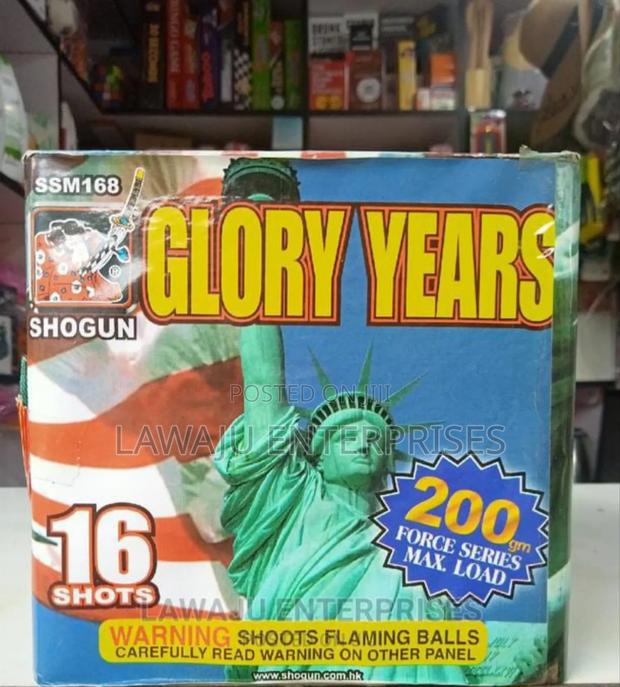 SSM168
GLORY YEARS
®
SHOGUN
POSTED ON JIJI
LAWAJU ENTERPRISES
200
gm
FORCE SERIES
MAX. LOAD
16
SHOTS
LAWAJU ENTERPRISES
WARNING SHOOTS FLAMING BALLS
CAREFULLY READ WARNING ON OTHER PANEL
www.shogun.com.hk
JULY